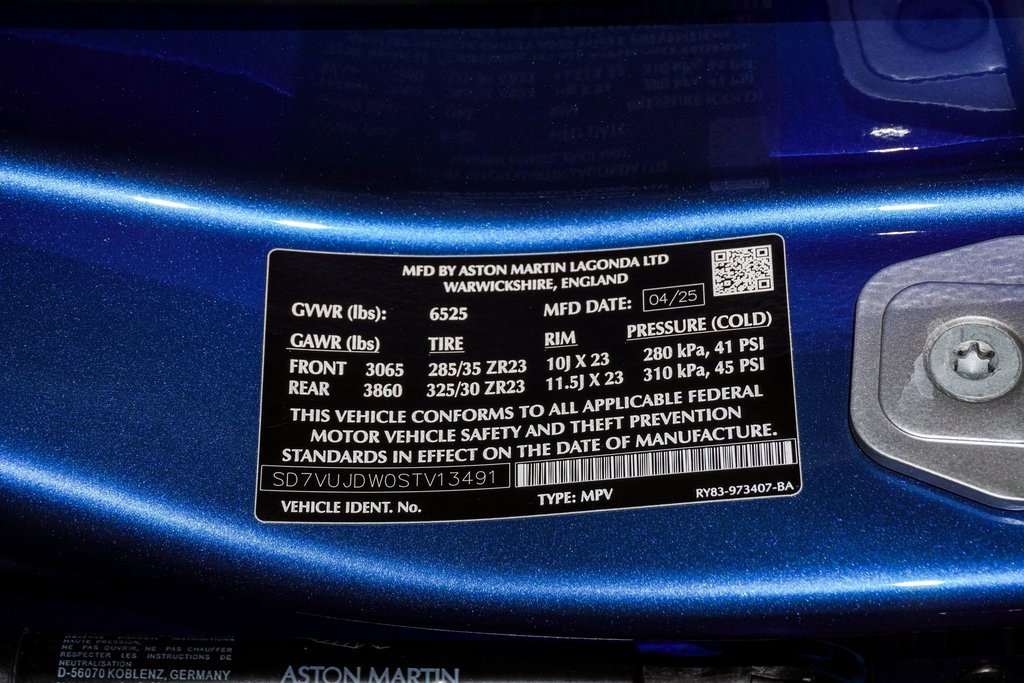 MFD BY ASTON MARTIN LAGONDA LTD
WARWICKSHIRE, ENGLAND
GVWR (lbs): 6525 MFD DATE: 04/25
GAWR (lbs) TIRE RIM PRESSURE (COLD)
FRONT 3065 285/35 ZR23 10J X 23 280 kPa, 41 PSI
REAR 3860 325/30 ZR23 11.5J X 23 310 kPa, 45 PSI
THIS VEHICLE CONFORMS TO ALL APPLICABLE FEDERAL
MOTOR VEHICLE SAFETY AND THEFT PREVENTION
STANDARDS IN EFFECT ON THE DATE OF MANUFACTURE.
SD7VUJDW0STV13491
VEHICLE IDENT. No. TYPE: MPV RY83-973407-BA
HAUTE PRESSION.
NE PAS OUVRIR, NE PAS CHAUFFER
RESPECTER LES INSTRUCTIONS DE
NEUTRALISATION
D-56070 KOBLENZ, GERMANY
ASTON MARTIN